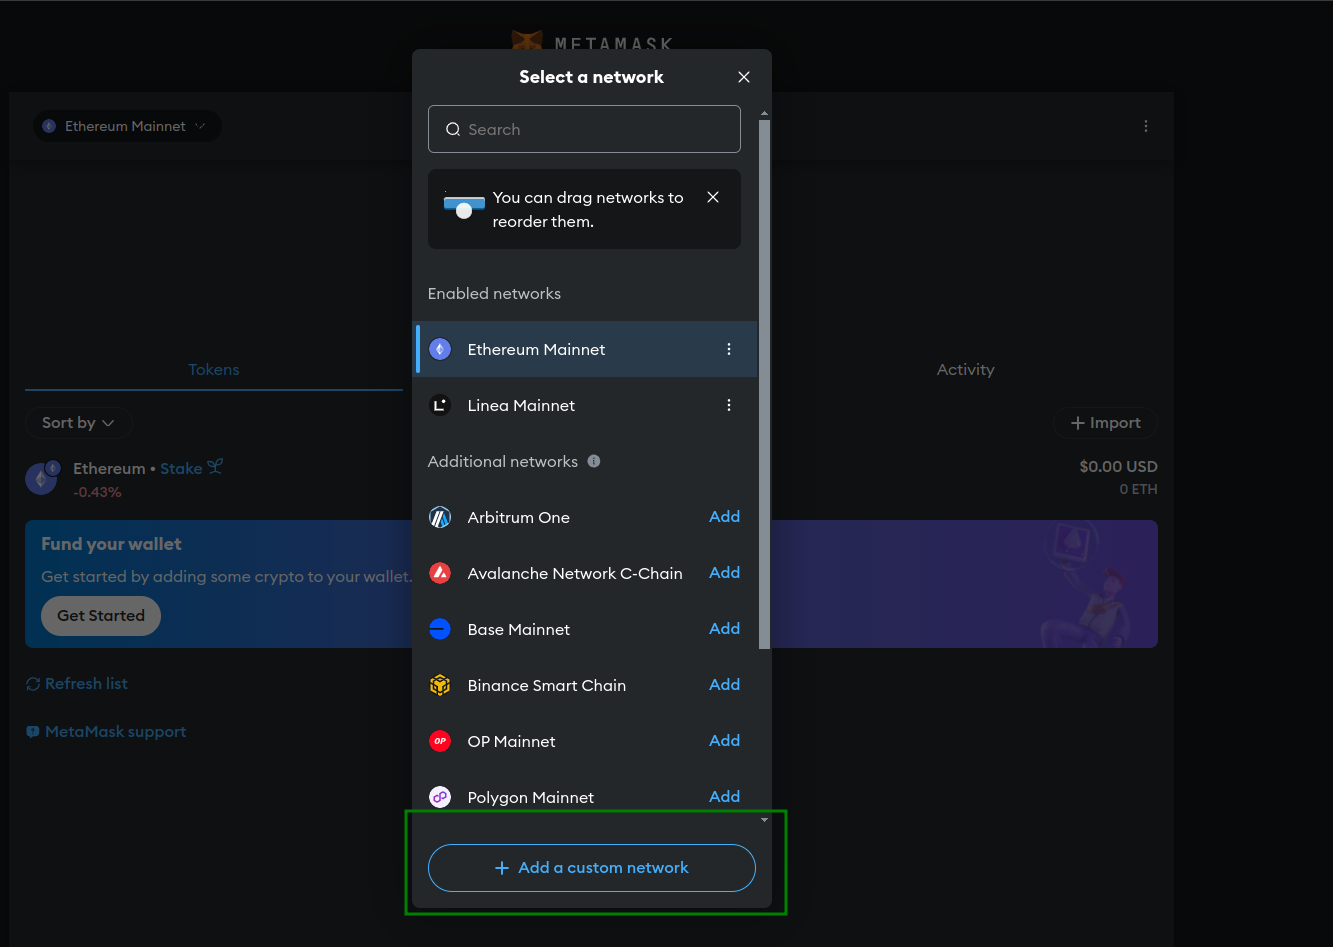 METAMASK
Select a network
Ethereum Mainnet
Search
You can drag networks to
reorder them.
Enabled networks
Ethereum Mainnet
Linea Mainnet
Additional networks
Arbitrum One Add
Avalanche Network C-Chain Add
Base Mainnet Add
Binance Smart Chain Add
OP OP Mainnet Add
Polygon Mainnet Add
+ Add a custom network
Tokens
Activity
Sort by
+ Import
Ethereum • Stake
-0.43%
$0.00 USD
0 ETH
Fund your wallet
Get started by adding some crypto to your wallet.
Get Started
Refresh list
MetaMask support